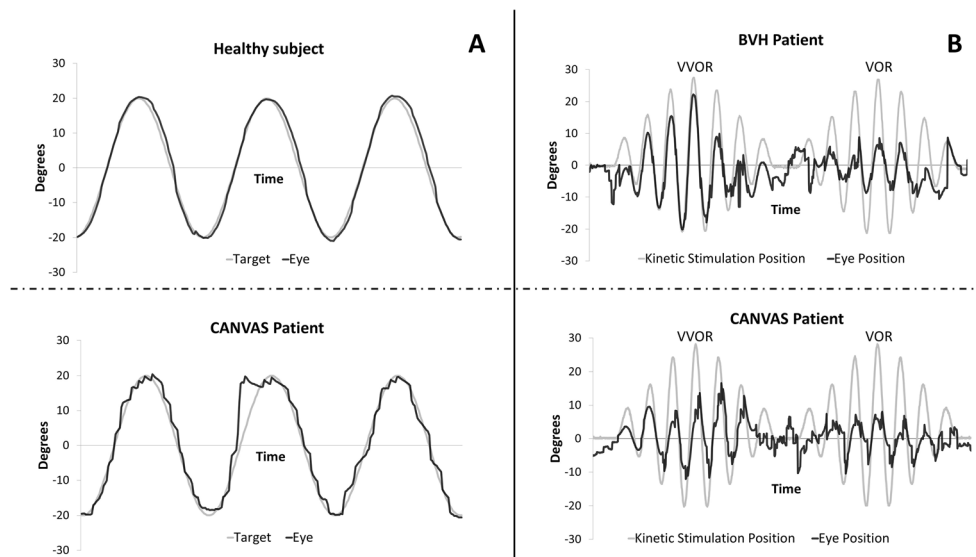 A
Healthy subject
30
20
10
0
-10
-20
-30
Degrees
Time
Target Eye
B
BVH Patient
VVOR VOR
30
20
10
0
-10
-20
-30
Degrees
Time
Kinetic Stimulation Position Eye Position
CANVAS Patient
30
20
10
0
-10
-20
-30
Degrees
Time
Target Eye
CANVAS Patient
VVOR VOR
30
20
10
0
-10
-20
-30
Degrees
Time
Kinetic Stimulation Position Eye Position